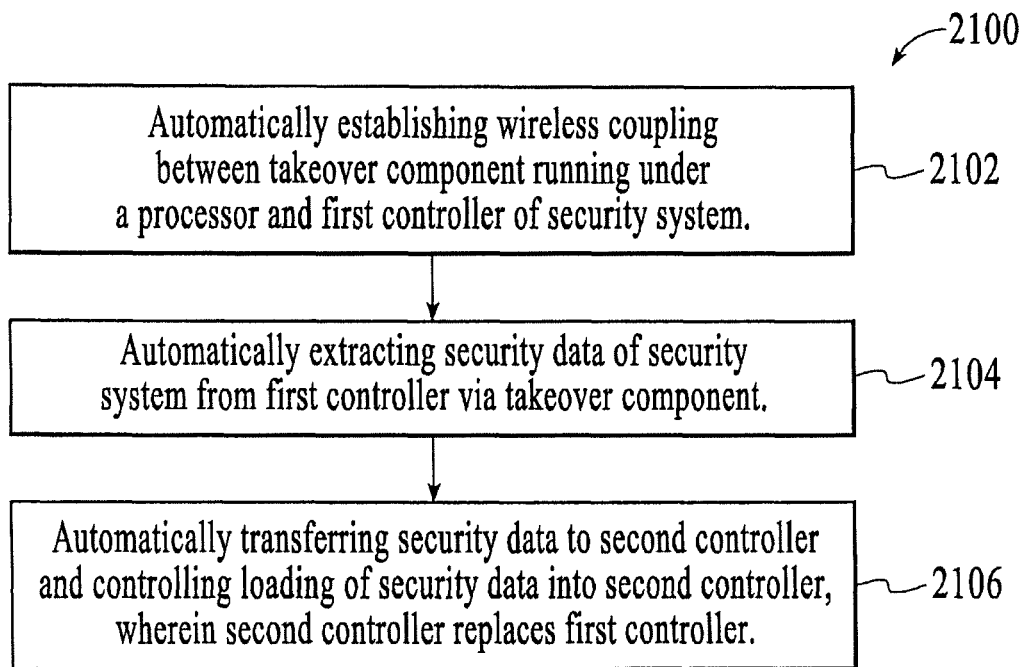 2100
Automatically establishing wireless coupling
between takeover component running under
a processor and first controller of security system.
2102
Automatically extracting security data of security
system from first controller via takeover component.
2104
Automatically transferring security data to second controller
and controlling loading of security data into second controller,
wherein second controller replaces first controller.
2106